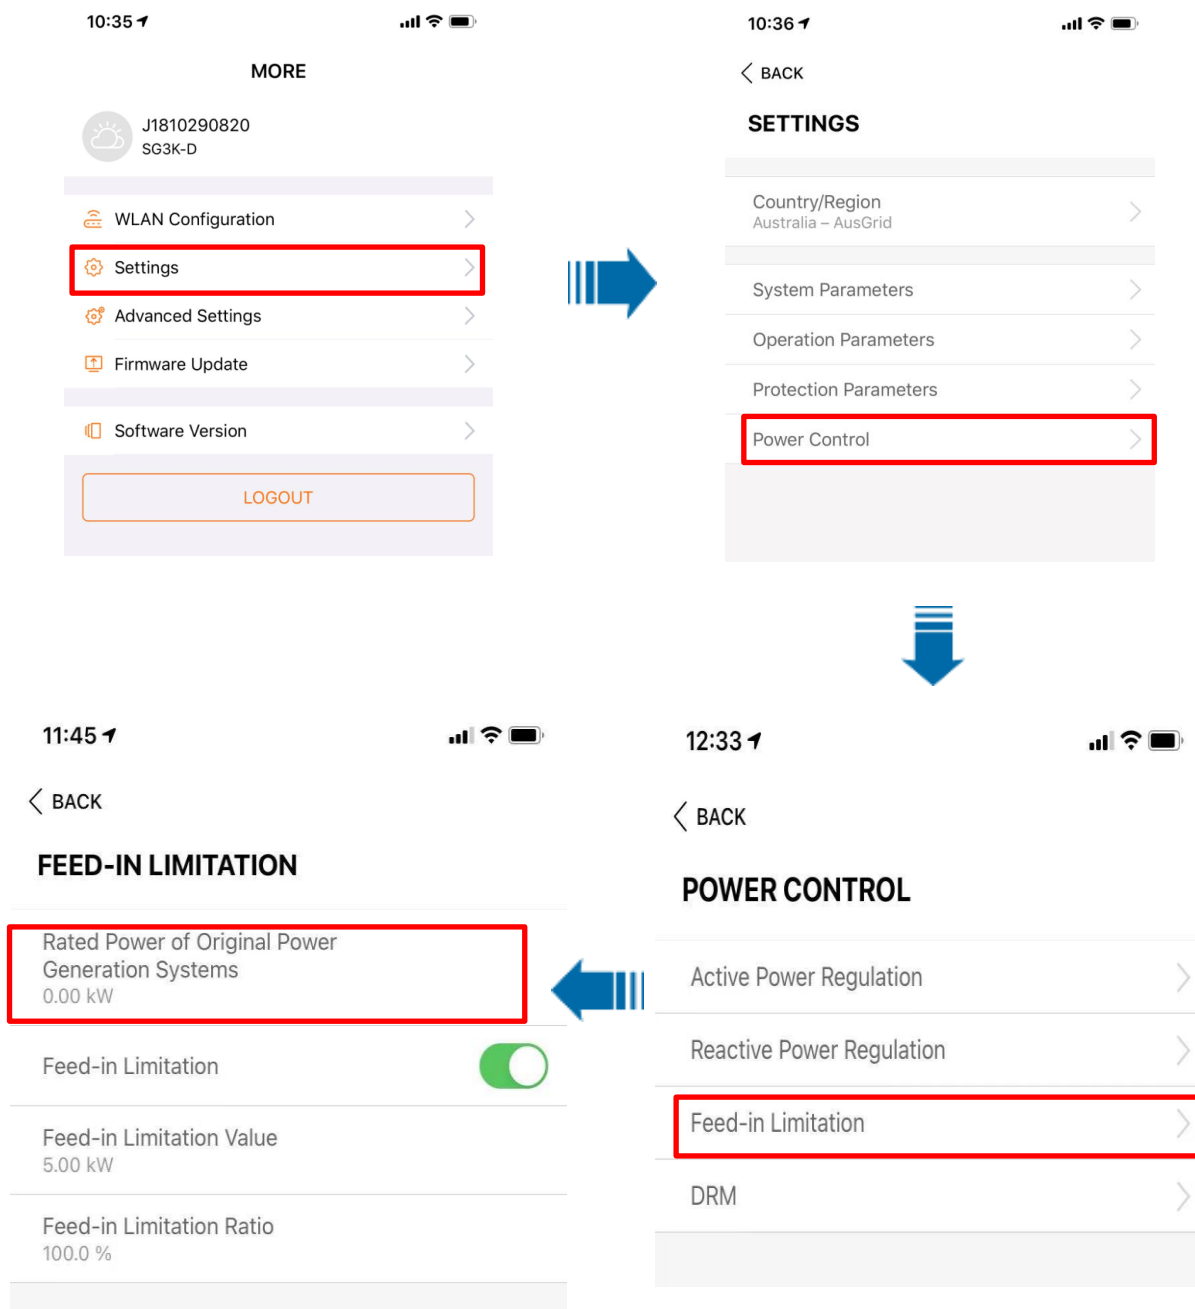 10:35
MORE
J1810290820
SG3K-D
WLAN Configuration
Settings
Advanced Settings
Firmware Update
Software Version
LOGOUT
10:36
BACK
SETTINGS
Country/Region
Australia – AusGrid
System Parameters
Operation Parameters
Protection Parameters
Power Control
12:33
BACK
POWER CONTROL
Active Power Regulation
Reactive Power Regulation
Feed-in Limitation
DRM
11:45
BACK
FEED-IN LIMITATION
Rated Power of Original Power
Generation Systems
0.00 kW
Feed-in Limitation
Feed-in Limitation Value
5.00 kW
Feed-in Limitation Ratio
100.0 %